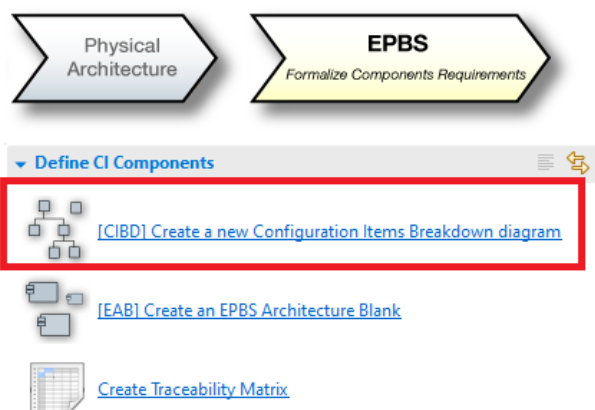 Physical
Architecture
EPBS
Formalize Components Requirements
Define CI Components
[CIBD] Create a new Configuration Items Breakdown diagram
[EAB] Create an EPBS Architecture Blank
Create Traceability Matrix